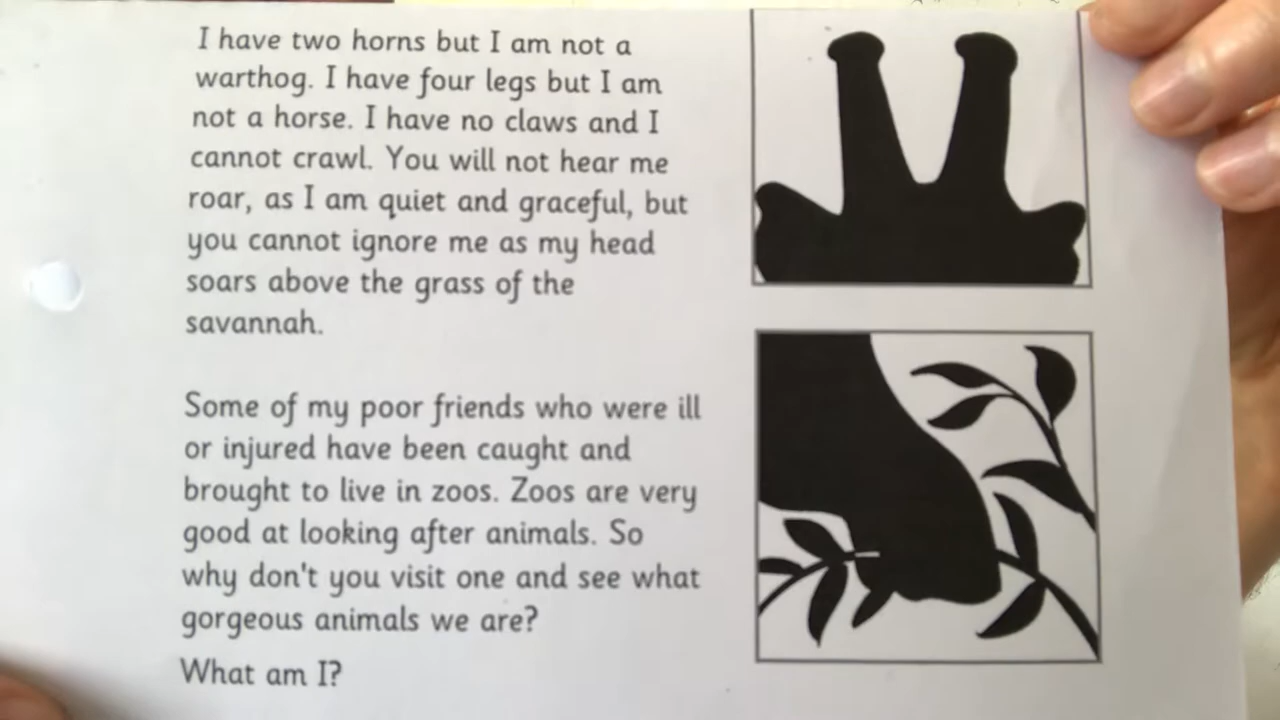 I have two horns but I am not a
warthog. I have four legs but I am
not a horse. I have no claws and I
cannot crawl. You will not hear me
roar, as I am quiet and graceful, but
you cannot ignore me as my head
soars above the grass of the
savannah.
Some of my poor friends who were ill
or injured have been caught and
brought to live in zoos. Zoos are very
good at looking after animals. So
why don't you visit one and see what
gorgeous animals we are?
What am I?